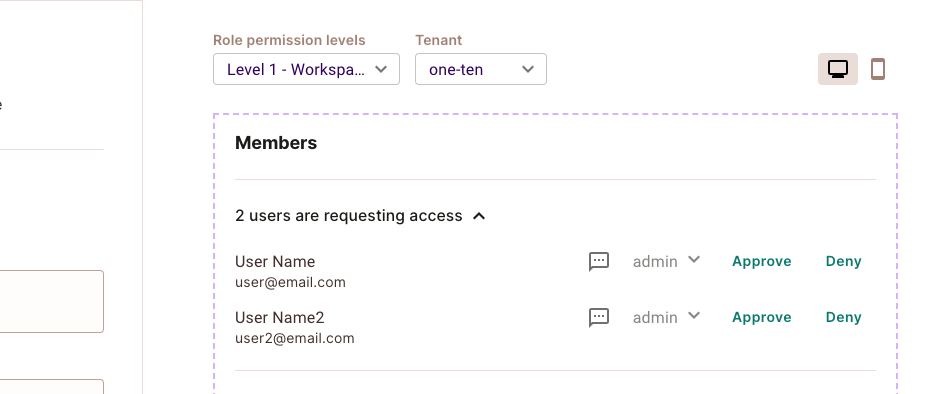 Role permission levels
Tenant
Level 1 - Workspa...
one-ten
Members
2 users are requesting access
User Name
admin
Approve
Deny
user@email.com
User Name2
admin
Approve
Deny
user2@email.com